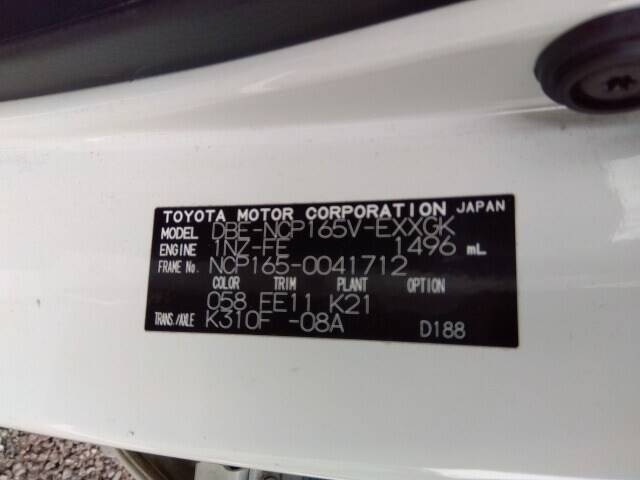 TOYOTA MOTOR CORPORATION JAPAN
MODEL DBE-NCP165V-EXXGK
ENGINE 1NZ-FE 1496 mL
FRAME No. NCP165-0041712
COLOR TRIM PLANT OPTION
058 FE11 K21
TRANS./AXLE K310F -08A D188